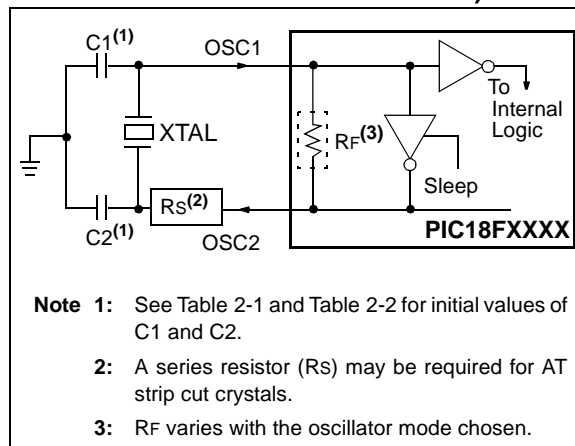 C1(1)
OSC1
To
Internal
Logic
XTAL
RF(3)
Sleep
RS(2)
C2(1)
OSC2
PIC18FXXXX
Note 1: See Table 2-1 and Table 2-2 for initial values of
C1 and C2.
2: A series resistor (RS) may be required for AT
strip cut crystals.
3: RF varies with the oscillator mode chosen.